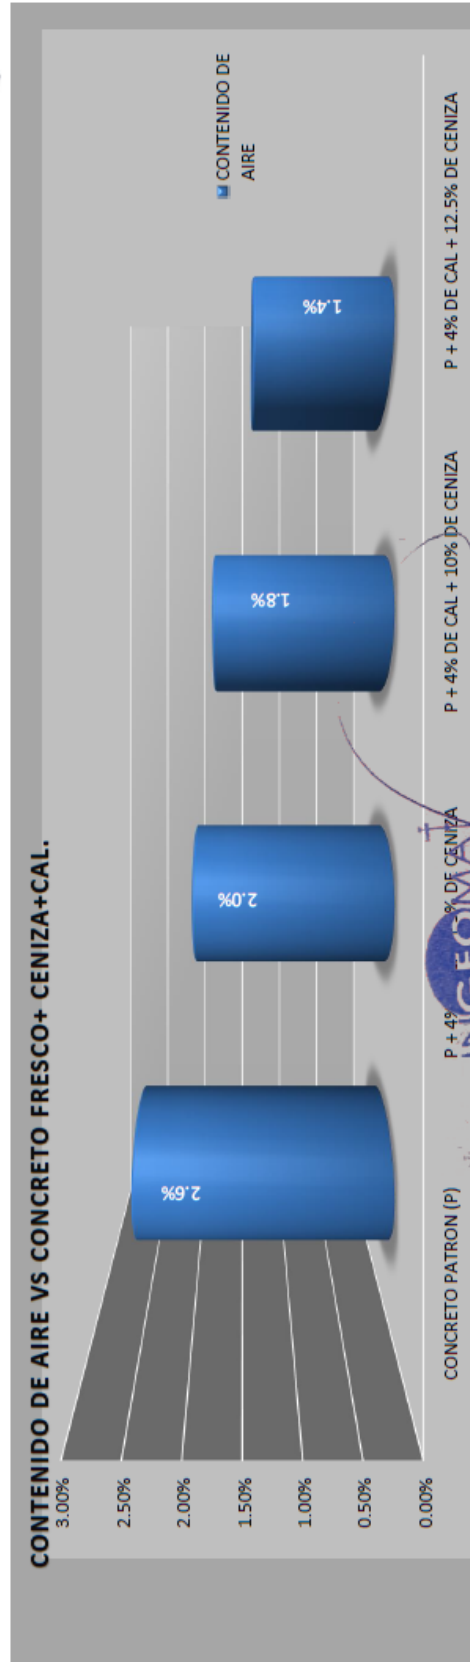 CONTENIDO DE AIRE VS CONCRETO FRESCO+ CENIZA+CAL.
3.00%
2.50%
2.00%
1.50%
1.00%
0.50%
0.00%
2.6%
2.0%
1.8%
1.4%
CONTENIDO DE
AIRE
CONCRETO PATRON (P)
P + 4% % DE CENIZA
P + 4% DE CAL + 10% DE CENIZA
P + 4% DE CAL + 12.5% DE CENIZA